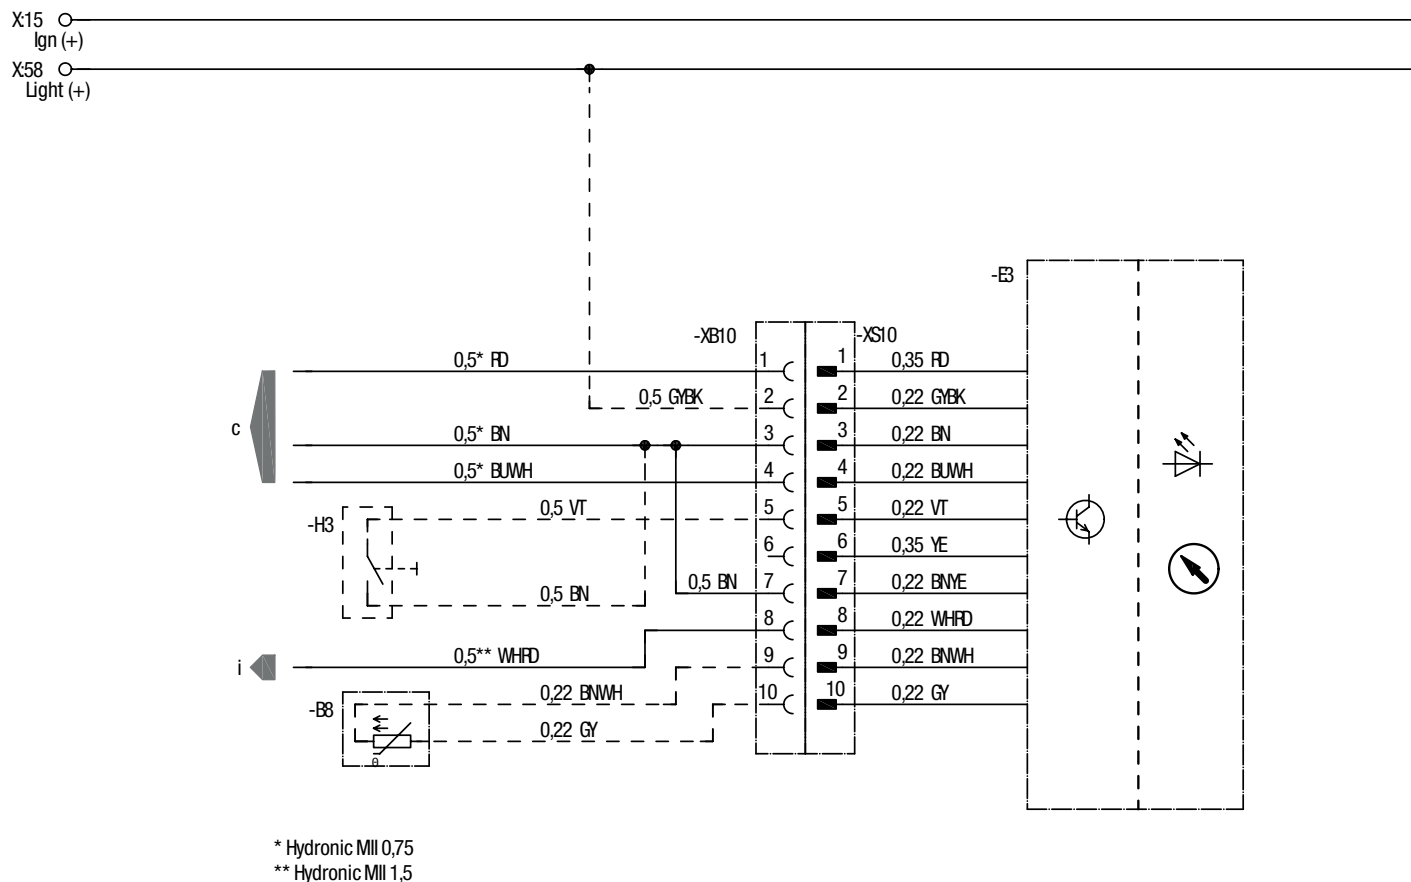 X:15
Ign (+)
X:58
Light (+)
-E3
-XB10
-XS10
0,5* RD
1
1
0,35 RD
0,5 GYBK
2
2
0,22 GYBK
c
0,5* BN
3
3
0,22 BN
0,5* BUWH
4
4
0,22 BUWH
-H3
0,5 VT
5
5
0,22 VT
6
6
0,35 YE
0,5 BN
0,5 BN
7
7
0,22 BNYE
8
8
0,22 WHRD
i
0,5** WHRD
9
9
0,22 BNWH
-B8
0,22 BNWH
10
10
0,22 GY
0,22 GY
θ
* Hydronic MII 0,75
** Hydronic MII 1,5